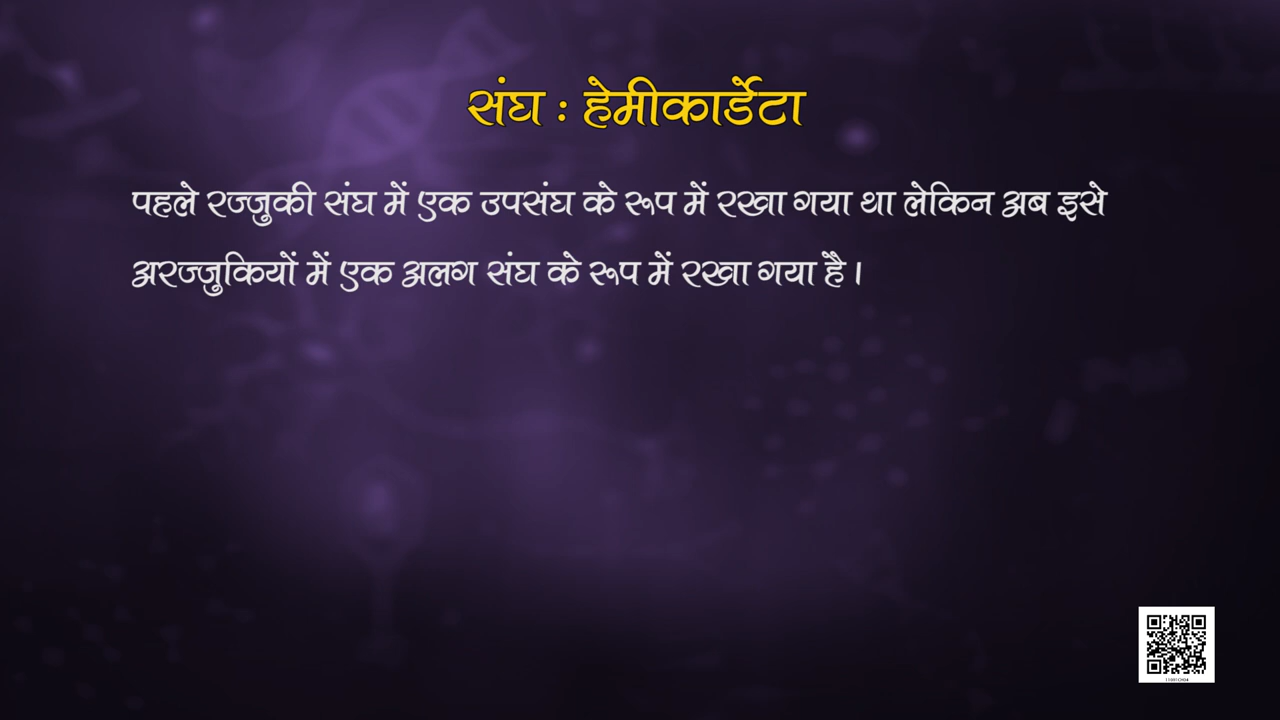 संघ : हेमीकार्डेटा
पहले रज्जुकी संघ में एक उपसंघ के रूप में रखा गया था लेकिन अब इसे
अरज्जुकियों में एक अलग संघ के रूप में रखा गया है ।